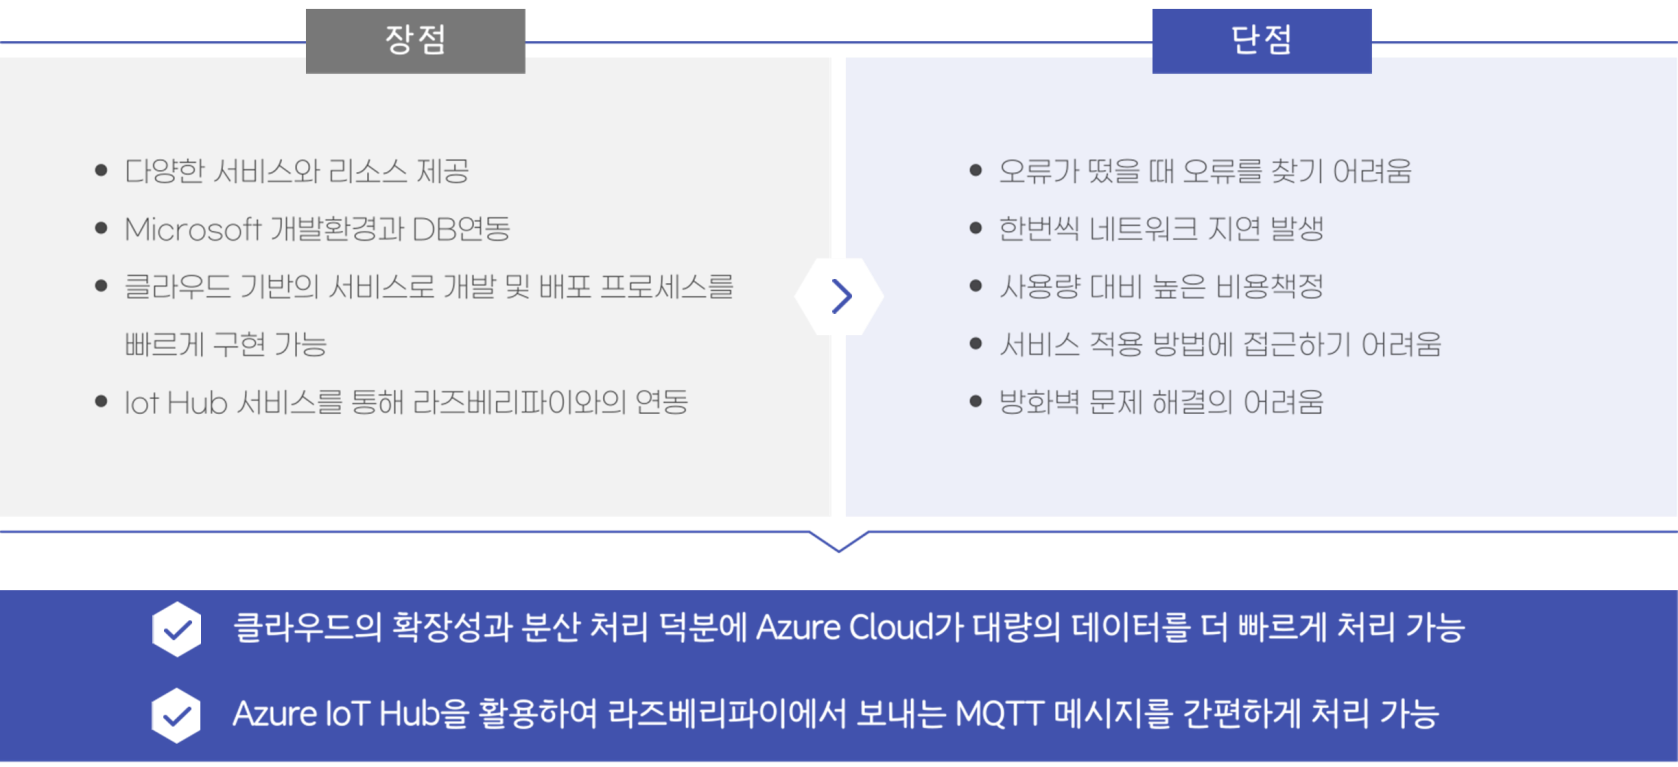 장점
다양한 서비스와 리소스 제공
Microsoft 개발환경과 DB연동
클라우드 기반의 서비스로 개발 및 배포 프로세스를
빠르게 구현 가능
Iot Hub 서비스를 통해 라즈베리파이와의 연동
단점
오류가 떴을 때 오류를 찾기 어려움
한번씩 네트워크 지연 발생
사용량 대비 높은 비용책정
서비스 적용 방법에 접근하기 어려움
방화벽 문제 해결의 어려움
클라우드의 확장성과 분산 처리 덕분에 Azure Cloud가 대량의 데이터를 더 빠르게 처리 가능
Azure IoT Hub을 활용하여 라즈베리파이에서 보내는 MQTT 메시지를 간편하게 처리 가능